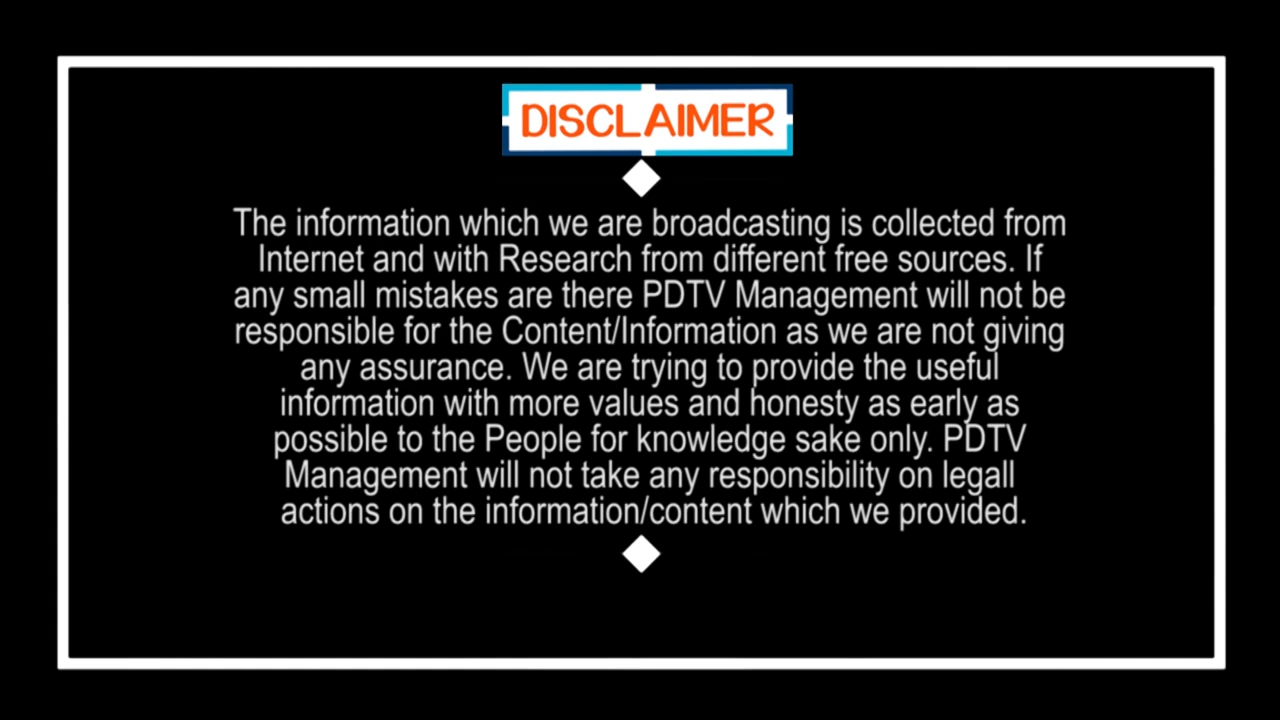 DISCLAIMER
The information which we are broadcasting is collected from
Internet and with Research from different free sources. If
any small mistakes are there PDTV Management will not be
responsible for the Content/Information as we are not giving
any assurance. We are trying to provide the useful
information with more values and honesty as early as
possible to the People for knowledge sake only. PDTV
Management will not take any responsibility on legall
actions on the information/content which we provided.